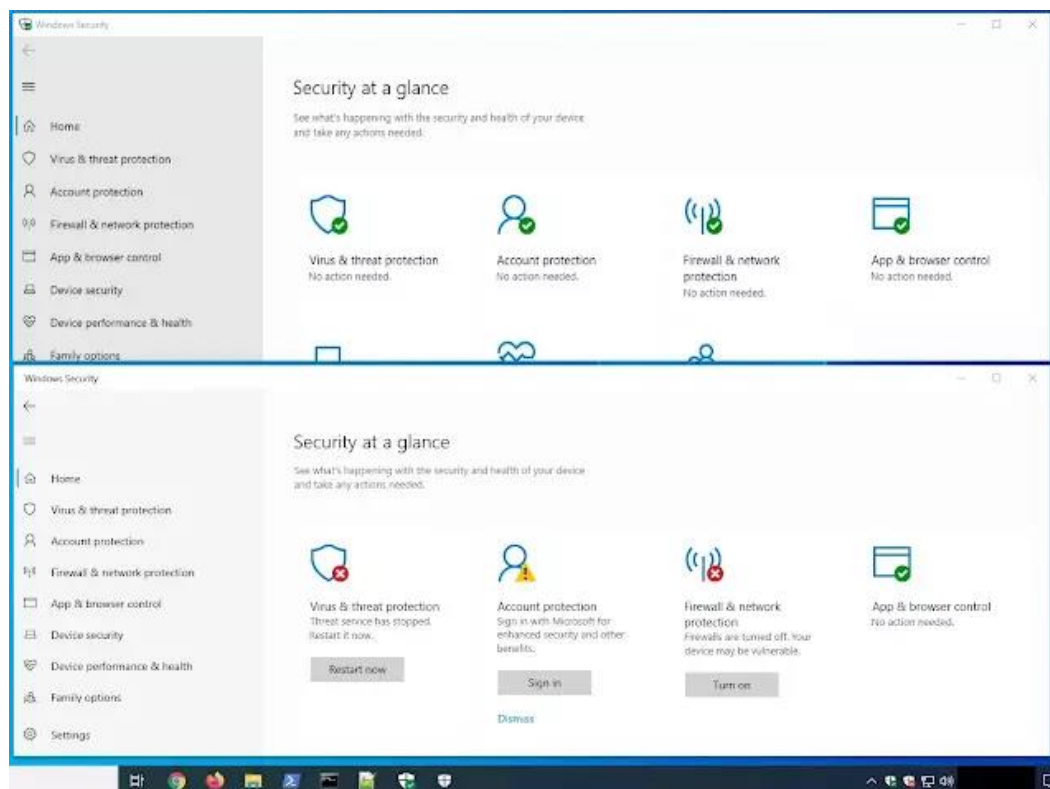 Windows Security
Security at a glance
See what's happening with the security and health of your device
and take any actions needed.
Home
Virus & threat protection
Account protection
Firewall & network protection
App & browser control
Device security
Device performance & health
Family options
Virus & threat protection
No action needed.
Account protection
No action needed.
Firewall & network
protection
No action needed.
App & browser control
No action needed.
Windows Security
Security at a glance
See what's happening with the security and health of your device
and take any actions needed.
Home
Virus & threat protection
Account protection
Firewall & network protection
App & browser control
Device security
Device performance & health
Family options
Settings
Virus & threat protection
Threat service has stopped.
Restart it now.
Restart now
Account protection
Sign in with Microsoft for
enhanced security and other
benefits.
Sign in
Dismiss
Firewall & network
protection
Firewalls are turned off. Your
device may be vulnerable.
Turn on
App & browser control
No action needed.